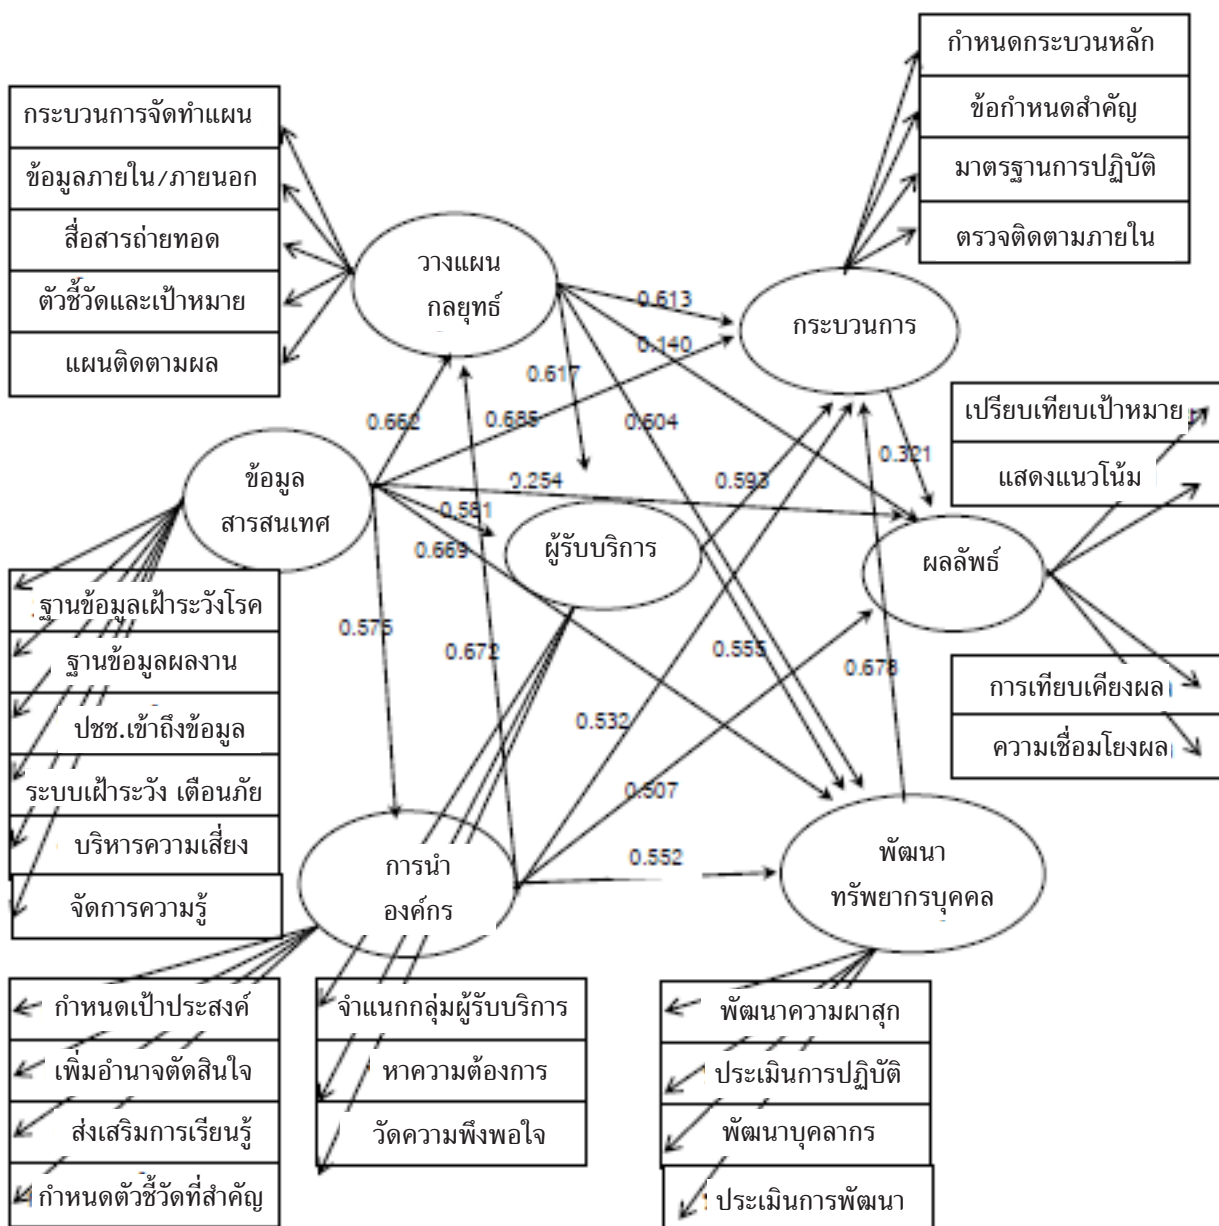 กำหนดกระบวนหลัก
ข้อกำหนดสำคัญ
มาตรฐานการปฏิบัติ
ตรวจติดตามภายใน
กระบวนการจัดทำแผน
ข้อมูลภายใน/ภายนอก
สื่อสารถ่ายทอด
ตัวชี้วัดและเป้าหมาย
แผนติดตามผล
วางแผน
กลยุทธ์
กระบวนการ
0.613
0.140
0.617
0.662
0.685
0.604
0.321
เปรียบเทียบเป้าหมาย
แสดงแนวโน้ม
ข้อมูล
สารสนเทศ
0.254
0.593
0.581
0.669
ผู้รับบริการ
ผลลัพธ์
ฐานข้อมูลเฝ้าระวังโรค
ฐานข้อมูลผลงาน
ปชช.เข้าถึงข้อมูล
ระบบเฝ้าระวัง เตือนภัย
บริหารความเสี่ยง
จัดการความรู้
0.575
0.672
0.555
0.678
0.532
0.507
0.552
การเทียบเคียงผล
ความเชื่อมโยงผล
การนำ
องค์กร
พัฒนา
ทรัพยากรบุคคล
กำหนดเป้าประสงค์
เพิ่มอำนาจตัดสินใจ
ส่งเสริมการเรียนรู้
กำหนดตัวชี้วัดที่สำคัญ
จำแนกกลุ่มผู้รับบริการ
หาความต้องการ
วัดความพึงพอใจ
พัฒนาความผาสุก
ประเมินการปฏิบัติ
พัฒนาบุคลากร
ประเมินการพัฒนา